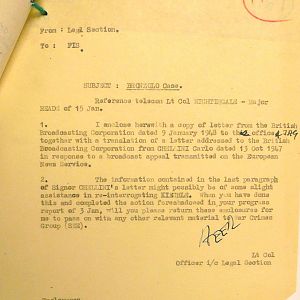 From : Legal Section.
To : FIS
SUBJECT : BRONZOLO Case.
Reference telecon Lt Col NIGHTINGALE - Major
HEADS of 15 Jan.
1. I enclose herewith a copy of letter from the British
Broadcasting Corporation dated 9 January 1948 to office
together with a translation of a letter addressed to the British
Broadcasting Corporation from CHELDINI Carlo dated 13 Oct 1947
in response to a broadcast appeal transmitted on the European
News Service.
2. The information contained in the last paragraph
of Signor CHELDINI's letter might possibly be of some slight
assistance in re-interrogating When you have done
this and completed the action foreshadowed in your progress
report of 3 Jan, will you please return these enclosures for
me to pass on with any other relevant material to War Crimes
Group (SEE).
Lt Col
Officer i/c Legal Section